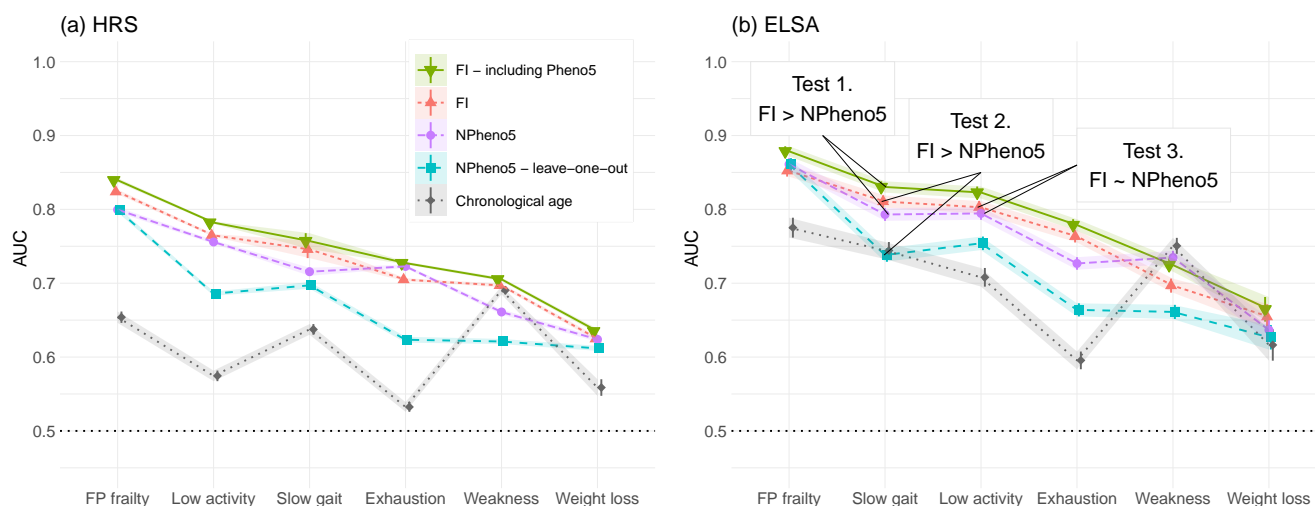 (a) HRS
1.0
0.9
0.8
0.7
0.6
0.5
AUC
FI − including Pheno5
FI
NPheno5
NPheno5 − leave−one−out
Chronological age
FP frailty
Low activity
Slow gait
Exhaustion
Weakness
Weight loss
(b) ELSA
1.0
0.9
0.8
0.7
0.6
0.5
AUC
Test 1.
FI > NPheno5
Test 2.
FI > NPheno5
Test 3.
FI ~ NPheno5
FP frailty
Slow gait
Low activity
Exhaustion
Weakness
Weight loss